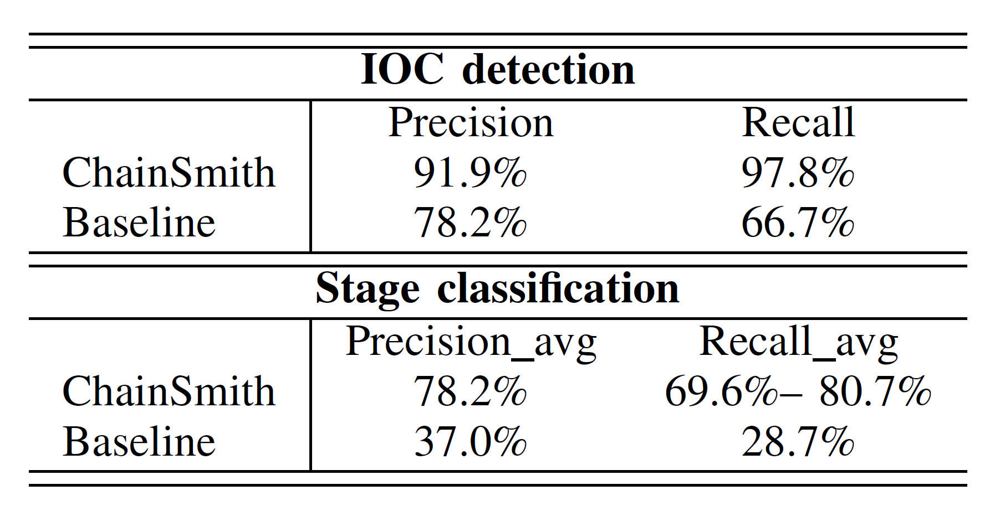 IOC detection
Precision Recall
ChainSmith 91.9% 97.8%
Baseline 78.2% 66.7%
Stage classification
Precision_avg Recall_avg
ChainSmith 78.2% 69.6%– 80.7%
Baseline 37.0% 28.7%